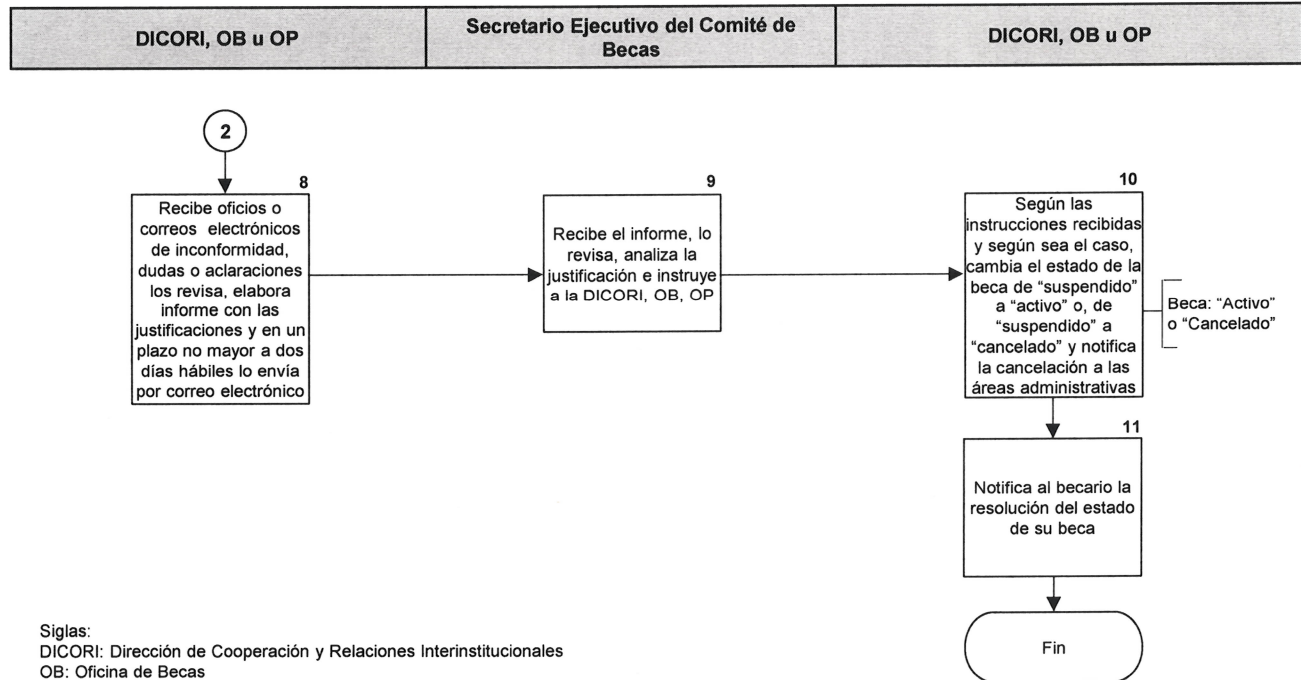 DICORI, OB u OP
Secretario Ejecutivo del Comité de
Becas
DICORI, OB u OP
2
8
Recibe oficios o
correos electrónicos
de inconformidad,
dudas o aclaraciones
los revisa, elabora
informe con las
justificaciones y en un
plazo no mayor a dos
días hábiles lo envía
por correo electrónico
9
Recibe el informe, lo
revisa, analiza la
justificación e instruye
a la DICORI, OB, OP
10
Según las
instrucciones recibidas
y según sea el caso,
cambia el estado de la
beca de “suspendido”
a “activo” o, de
“suspendido” a
“cancelado” y notifica
la cancelación a las
áreas administrativas
Beca: “Activo”
o “Cancelado”
11
Notifica al becario la
resolución del estado
de su beca
Fin
Siglas:
DICORI: Dirección de Cooperación y Relaciones Interinstitucionales
OB: Oficina de Becas